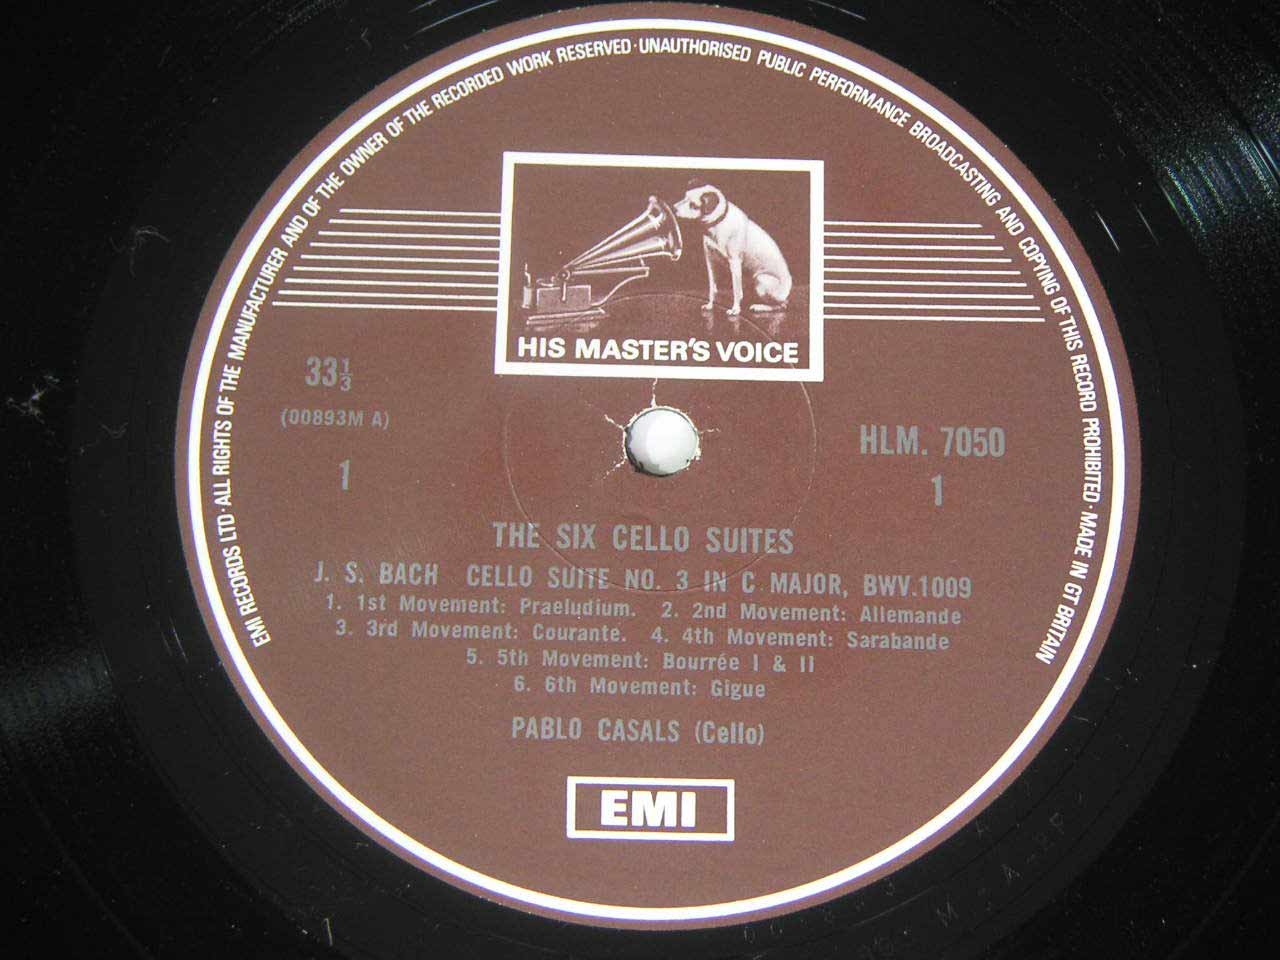 EMI RECORDS LTD·ALL RIGHTS OF THE MANUFACTURER AND OF THE OWNER OF THE RECORDED WORK RESERVED·UNAUTHORISED PUBLIC PERFORMANCE BROADCASTING AND COPYING OF THIS RECORD PROHIBITED·MADE IN GT BRITAIN
HIS MASTER'S VOICE
33⅓
(00893M A)
HLM. 7050
1
1
THE SIX CELLO SUITES
J. S. BACH CELLO SUITE NO. 3 IN C MAJOR, BWV.1009
1. 1st Movement: Praeludium. 2. 2nd Movement: Allemande
3. 3rd Movement: Courante. 4. 4th Movement: Sarabande
5. 5th Movement: Bourrée I & II
6. 6th Movement: Gigue
PABLO CASALS (Cello)
EMI